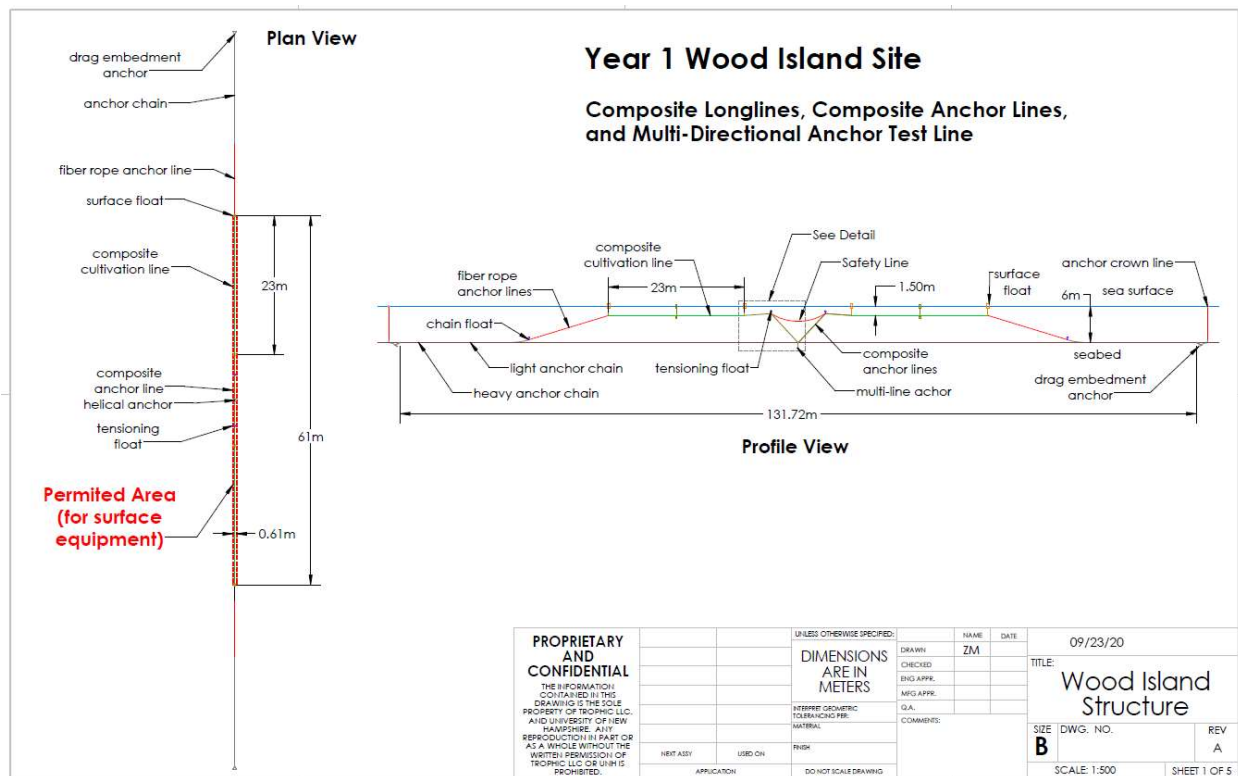 Plan View
drag embedment
anchor
anchor chain
fiber rope anchor line
surface float
composite
cultivation line
23m
composite
anchor line
helical anchor
tensioning
float
61m
Permited Area
(for surface
equipment)
0.61m
Year 1 Wood Island Site
Composite Longlines, Composite Anchor Lines,
and Multi-Directional Anchor Test Line
See Detail
composite
cultivation line
Safety Line
anchor crown line
fiber rope
anchor lines
23m
1.50m
surface
float
6m
sea surface
chain float
light anchor chain
tensioning float
composite
anchor lines
seabed
heavy anchor chain
multi-line achor
drag embedment
anchor
131.72m
Profile View
PROPRIETARY
AND
CONFIDENTIAL
THE INFORMATION
CONTAINED IN THIS
DRAWING IS THE SOLE
PROPERTY OF TROPHIC LLC.
AND UNIVERSITY OF NEW
HAMPSHIRE. ANY
REPRODUCTION IN PART OR
AS A WHOLE WITHOUT THE
WRITTEN PERMISSION OF
TROPHIC LLC OR UNH IS
PROHIBITED.
NEXT ASSY
USED ON
APPLICATION
UNLESS OTHERWISE SPECIFIED:
DIMENSIONS
ARE IN
METERS
INTERPRET GEOMETRIC
TOLERANCING PER:
MATERIAL
FINISH
DO NOT SCALE DRAWING
NAME
DATE
DRAWN
ZM
CHECKED
ENG APPR.
MFG APPR.
Q.A.
COMMENTS:
09/23/20
TITLE:
Wood Island
Structure
SIZE
B
DWG. NO.
REV
A
SCALE: 1:500
SHEET 1 OF 5